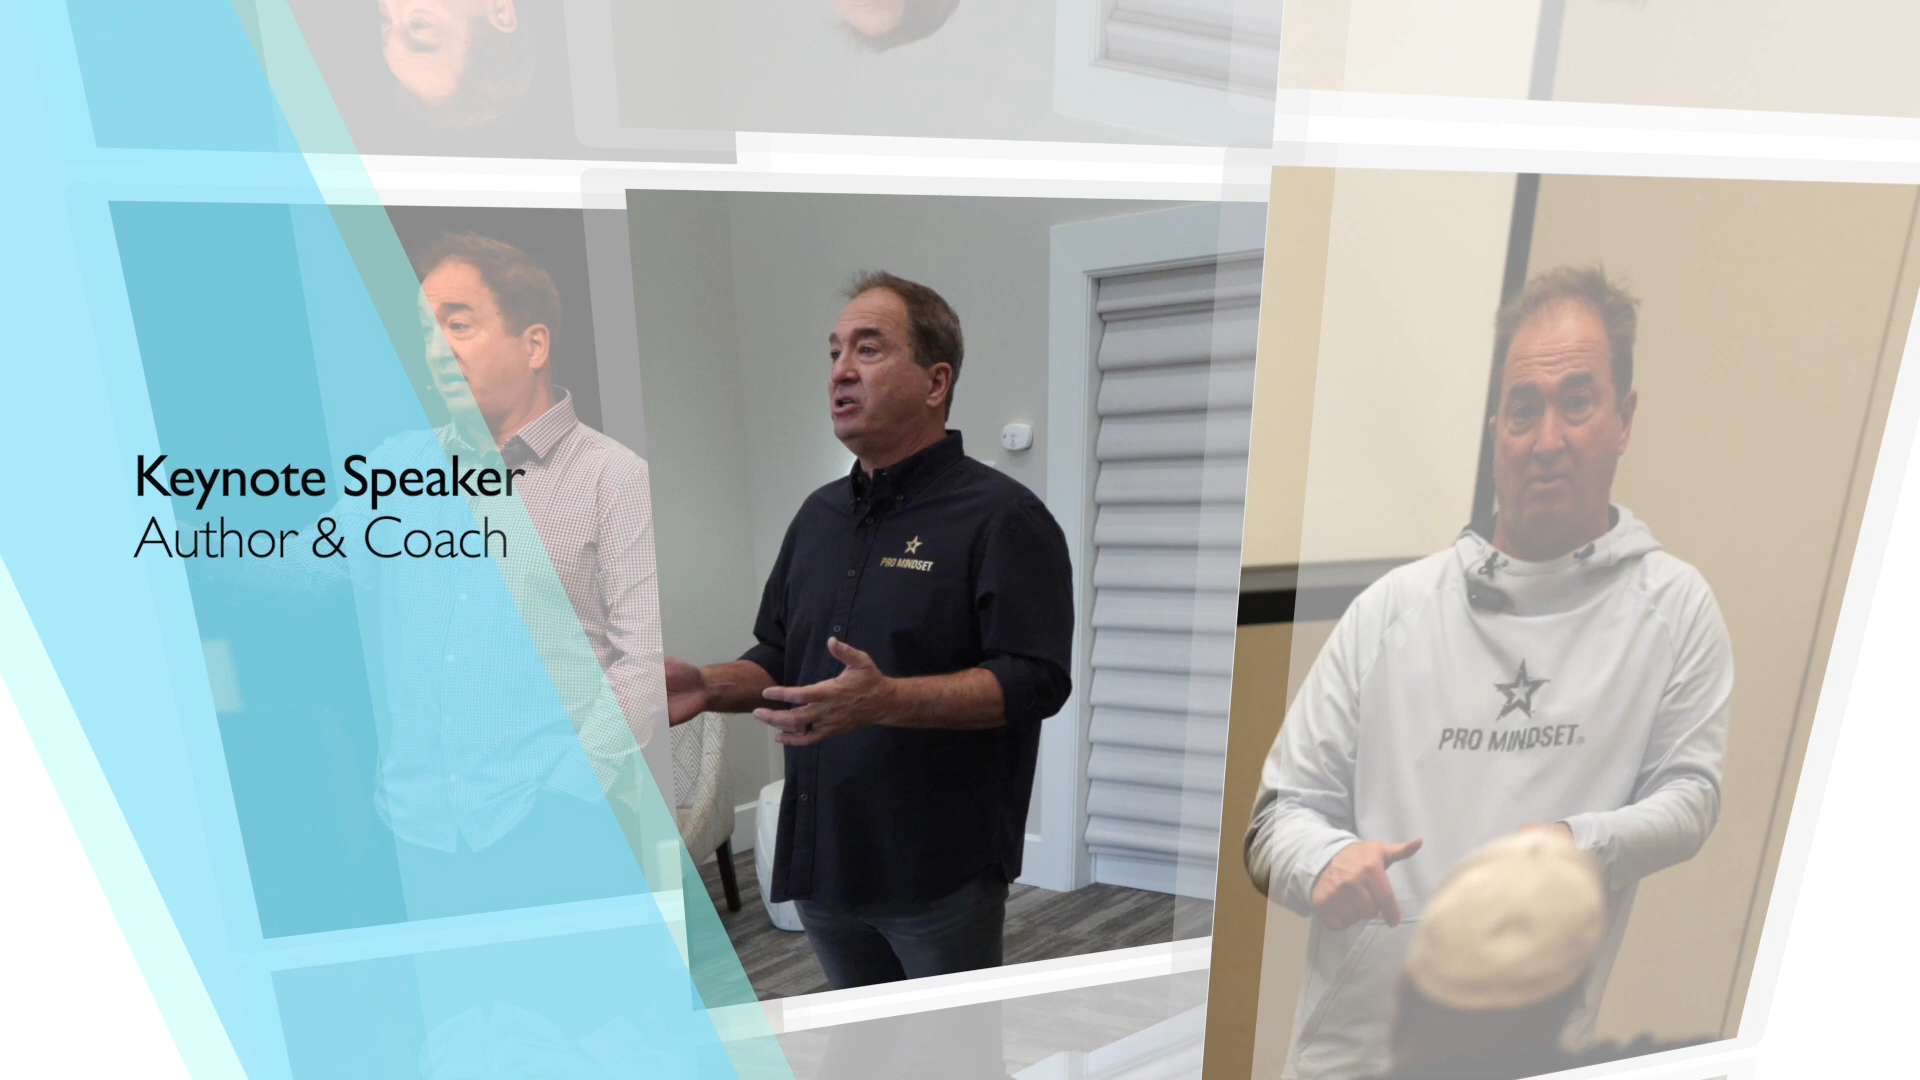 Keynote Speaker
Author & Coach
PRO MINDSET
PRO MINDSET®